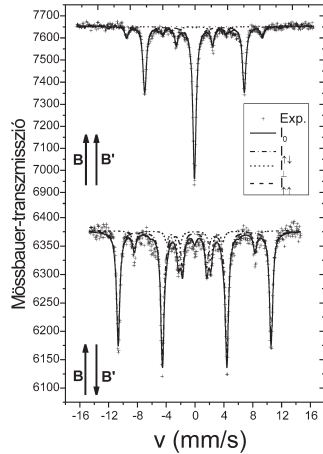 Mössbauer-transzmisszió
7700
7600
7500
7400
7300
7200
7100
7000
6900
6400
6350
6300
6250
6200
6150
6100
Exp.
I0
I↑↓
I⊥
I↑↑
B B'
B B'
-16 -12 -8 -4 0 4 8 12 16
v (mm/s)